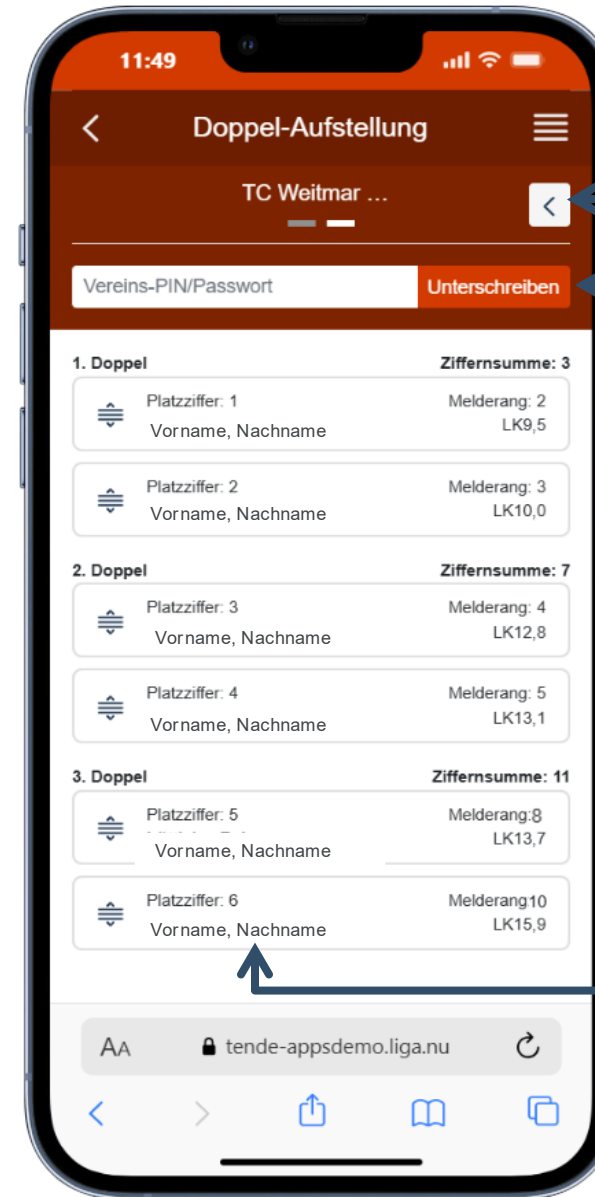 11:49
Doppel-Aufstellung
TC Weitmar ...
Vereins-PIN/Passwort Unterschreiben
1. Doppel Ziffernsumme: 3
Platzziffer: 1 Melderang: 2
Vorname, Nachname LK9,5
Platzziffer: 2 Melderang: 3
Vorname, Nachname LK10,0
2. Doppel Ziffernsumme: 7
Platzziffer: 3 Melderang: 4
Vorname, Nachname LK12,8
Platzziffer: 4 Melderang: 5
Vorname, Nachname LK13,1
3. Doppel Ziffernsumme: 11
Platzziffer: 5 Melderang:8
Vorname, Nachname LK13,7
Platzziffer: 6 Melderang:10
Vorname, Nachname LK15,9
AA tende-appsdemo.liga.nu